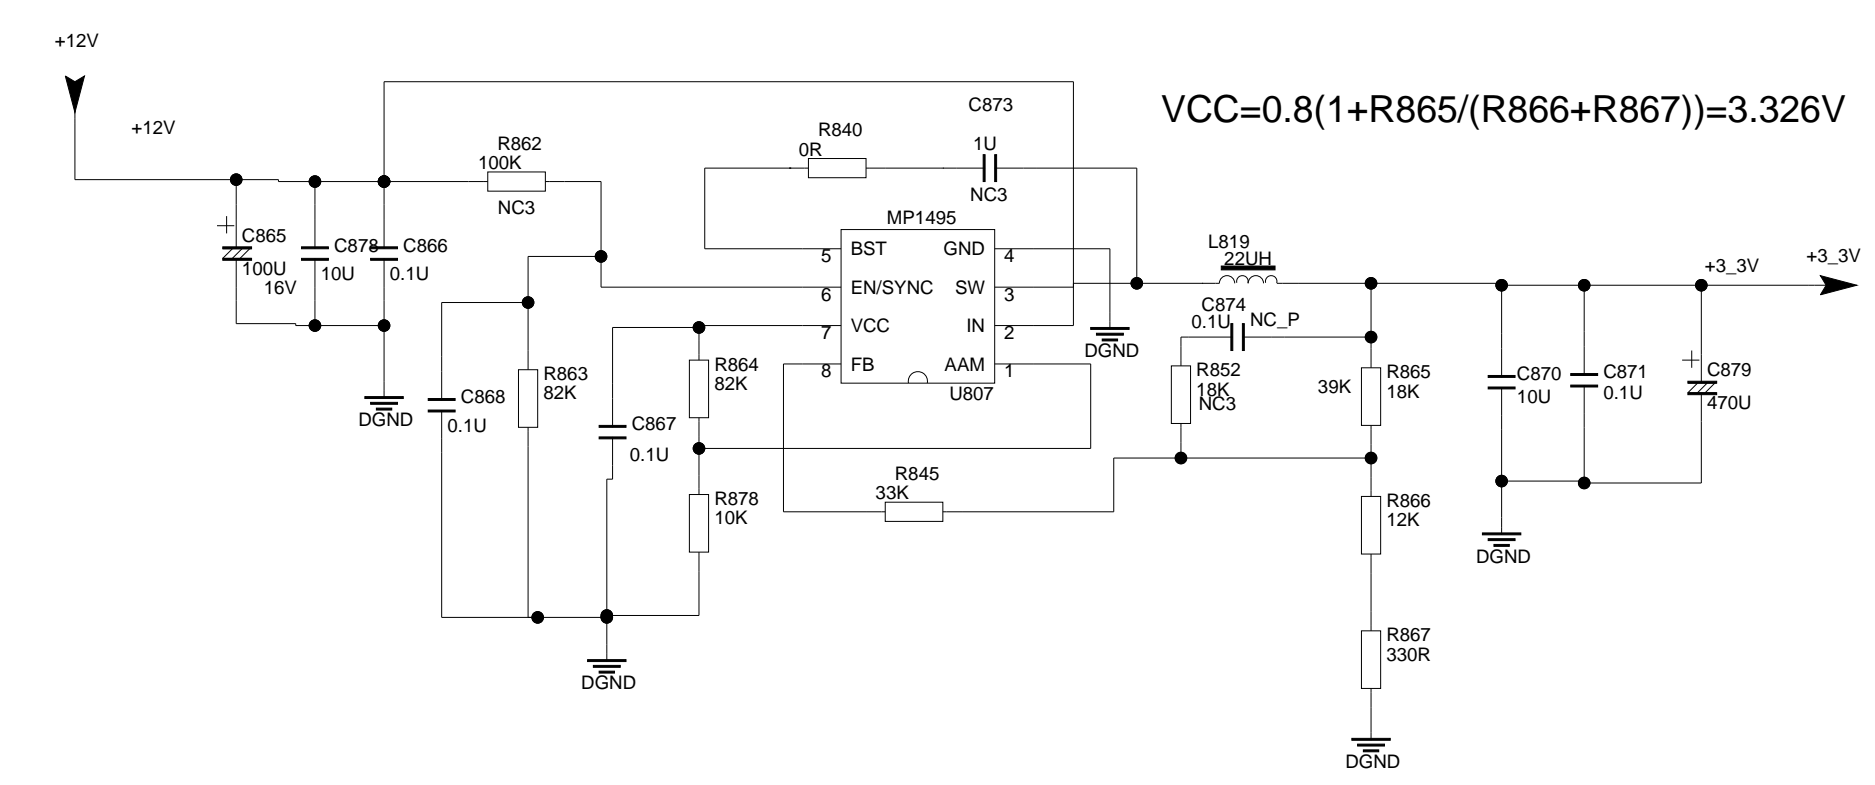 +12V
+12V
VCC=0.8(1+R865/(R866+R867))=3.326V
C873
1U
NC3
R840
0R
R862
100K
NC3
MP1495
5 BST GND 4
6 EN/SYNC SW 3
7 VCC IN 2
8 FB AAM 1
U807
C865
100U
16V
C878
10U
C866
0.1U
DGND
DGND
L819
22UH
+3_3V
+3_3V
C874
0.1U
NC_P
R852
18K
NC3
39K
R865
18K
C870
10U
C871
0.1U
C879
470U
R863
82K
R864
82K
C868
0.1U
C867
0.1U
R845
33K
R878
10K
R866
12K
DGND
R867
330R
DGND
DGND